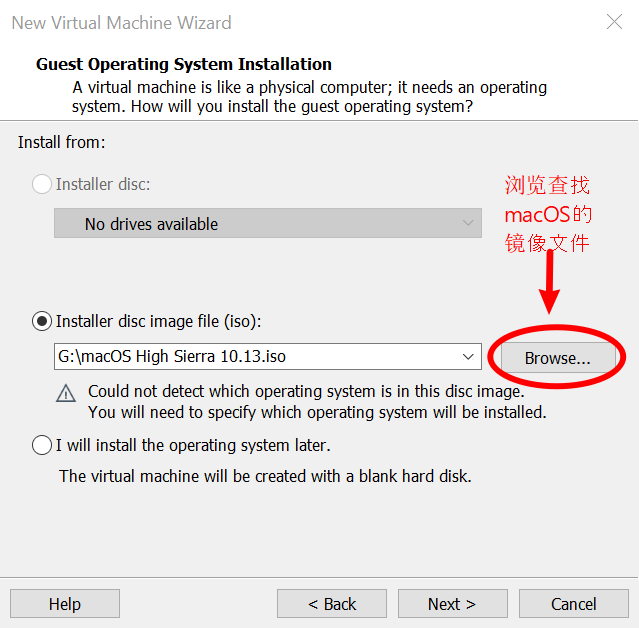 New Virtual Machine Wizard
Guest Operating System Installation
A virtual machine is like a physical computer; it needs an operating
system. How will you install the guest operating system?
Install from:
Installer disc:
No drives available
浏览查找
macOS的
镜像文件
Installer disc image file (iso):
G:\macOS High Sierra 10.13.iso
Browse...
Could not detect which operating system is in this disc image.
You will need to specify which operating system will be installed.
I will install the operating system later.
The virtual machine will be created with a blank hard disk.
Help
< Back
Next >
Cancel